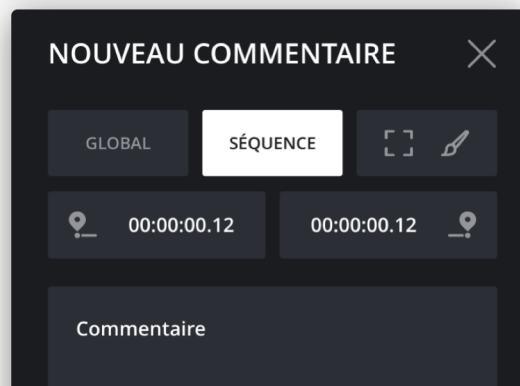 NOUVEAU COMMENTAIRE
GLOBAL SÉQUENCE
00:00:00.12 00:00:00.12
Commentaire